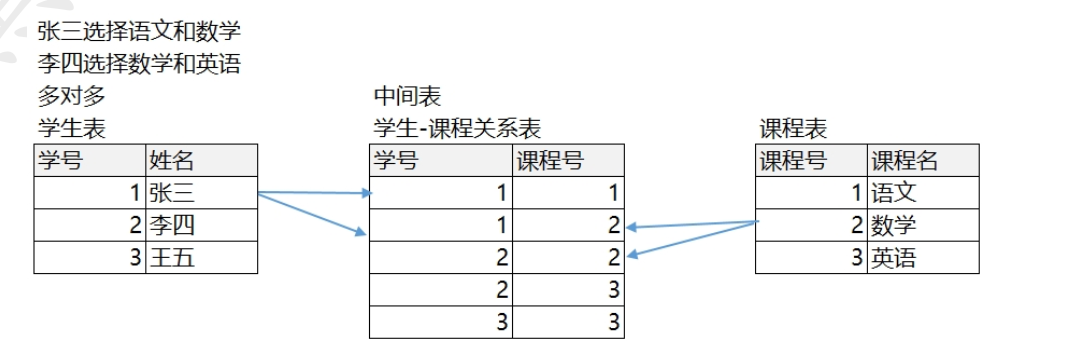 张三选择语文和数学
李四选择数学和英语
多对多
中间表
学生表
学生-课程关系表
课程表
学号 姓名
1 张三
2 李四
3 王五
学号 课程号
1 1
1 2
2 2
2 3
3 3
课程号 课程名
1 语文
2 数学
3 英语